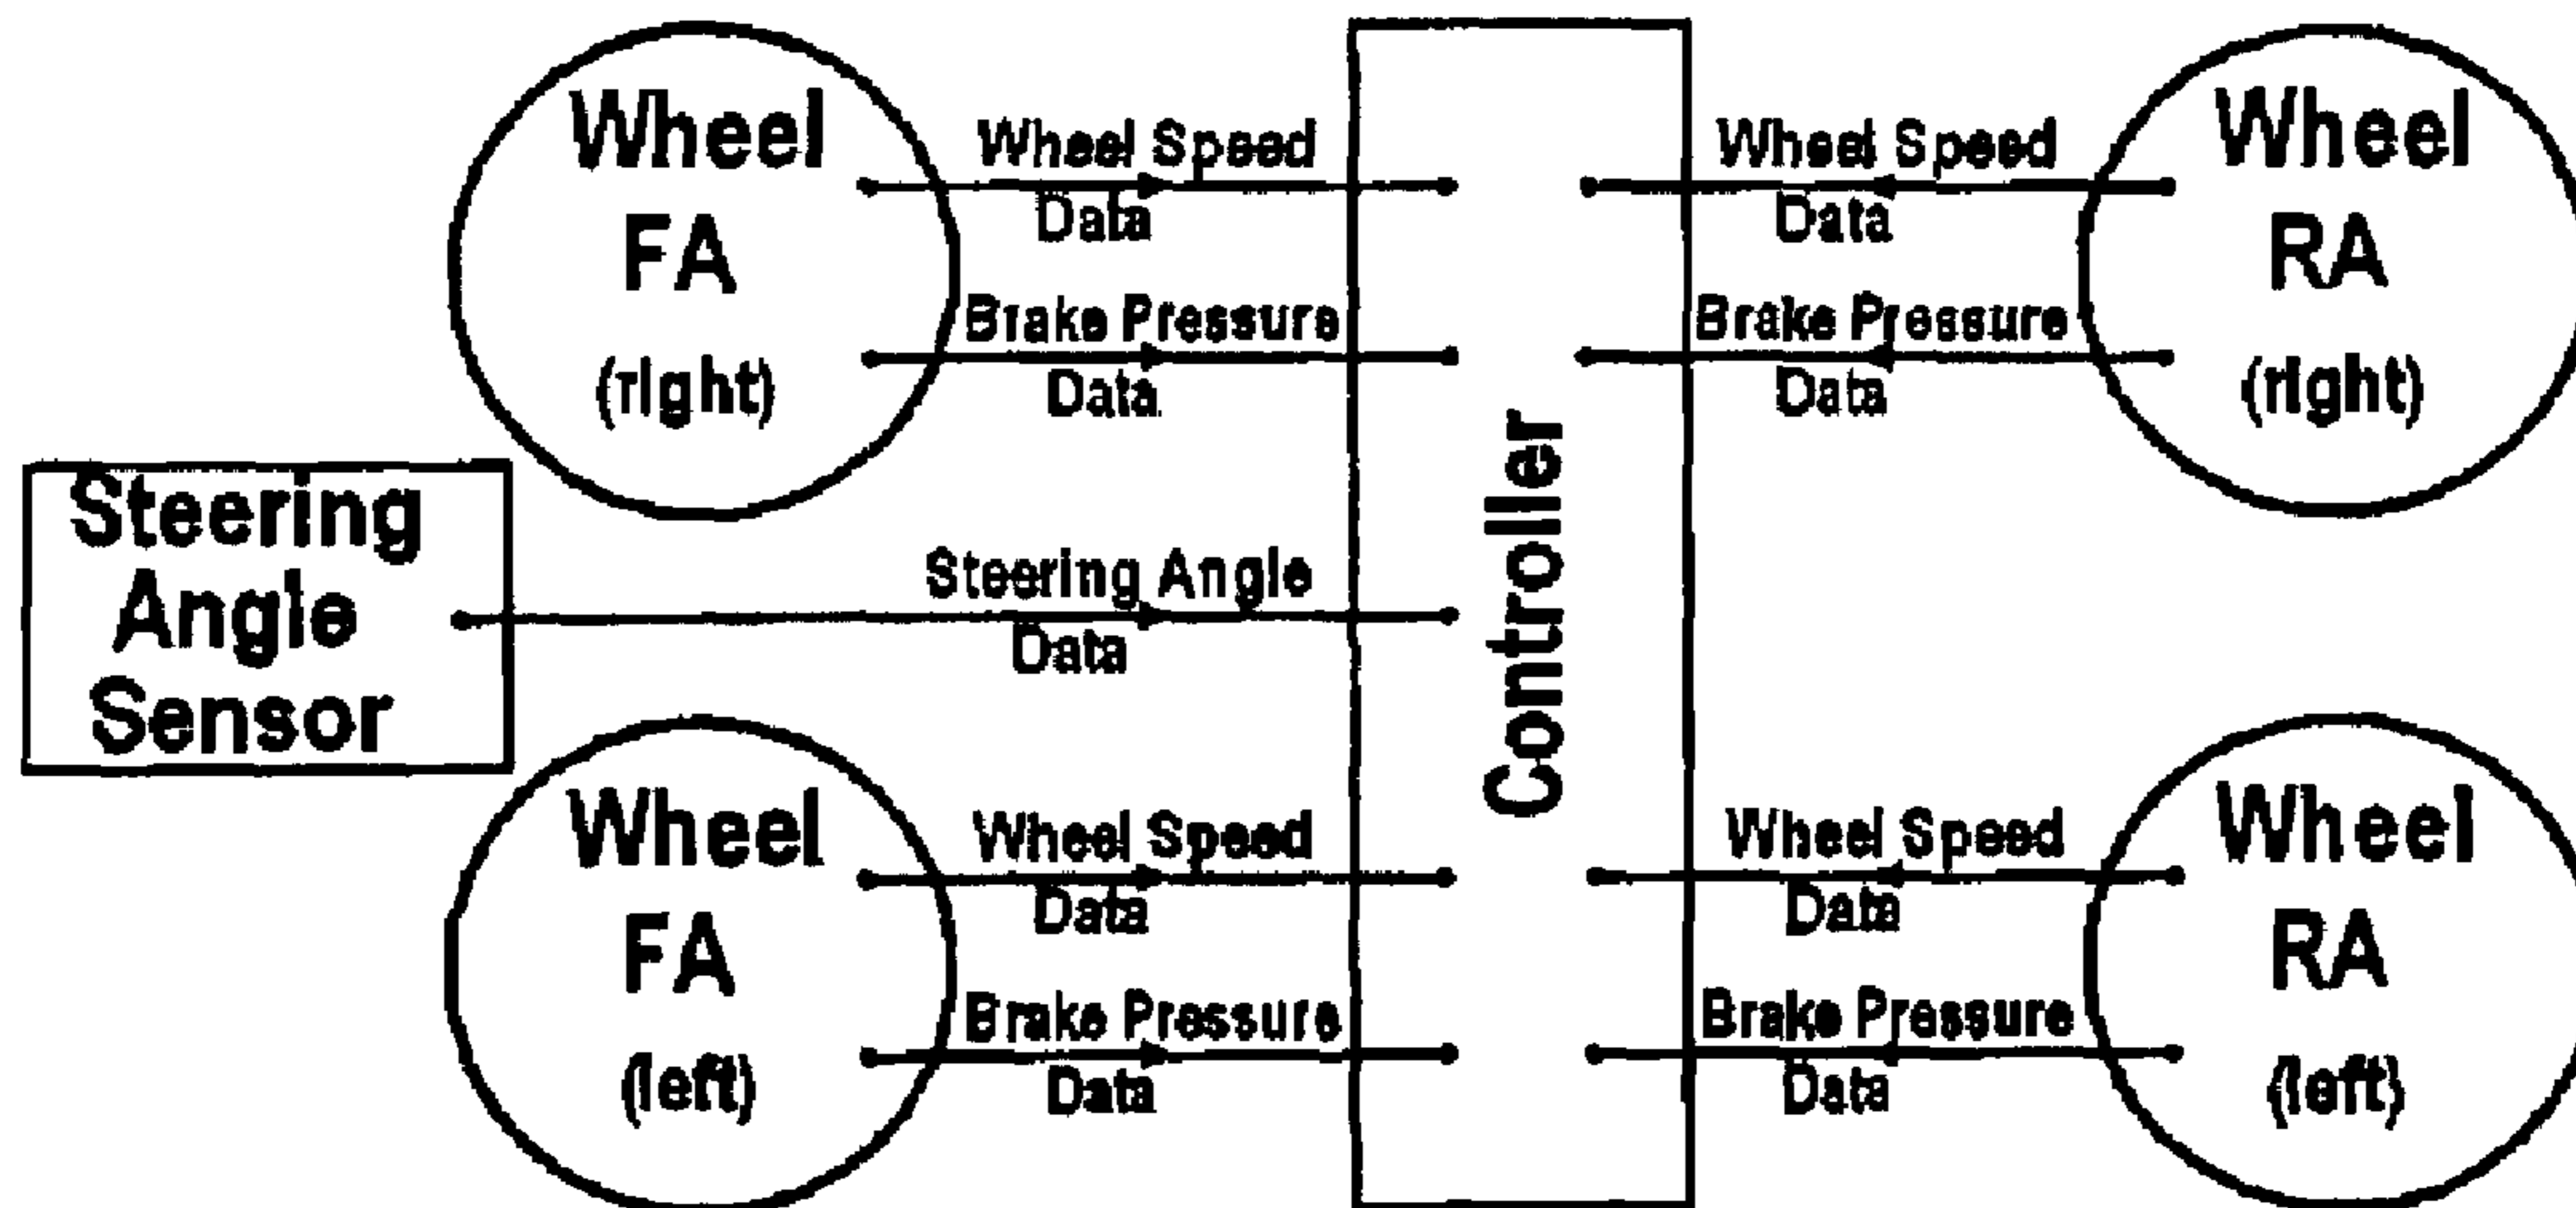 Wheel
FA
(right)
Wheel Speed
Data
Brake Pressure
Data
Steering
Angle
Sensor
Steering Angle
Data
Wheel
FA
(left)
Wheel Speed
Data
Brake Pressure
Data
Controller
Wheel Speed
Data
Brake Pressure
Data
Wheel
RA
(right)
Wheel Speed
Data
Brake Pressure
Data
Wheel
RA
(left)